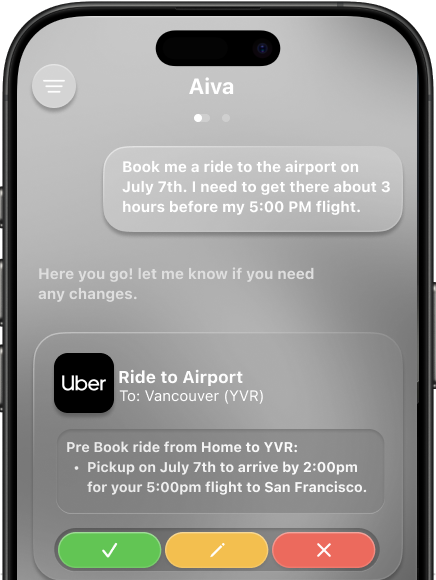 Aiva
Book me a ride to the airport on
July 7th. I need to get there about 3
hours before my 5:00 PM flight.
Here you go! let me know if you need
any changes.
Uber
Ride to Airport
To: Vancouver (YVR)
Pre Book ride from Home to YVR:
• Pickup on July 7th to arrive by 2:00pm
for your 5:00pm flight to San Francisco.